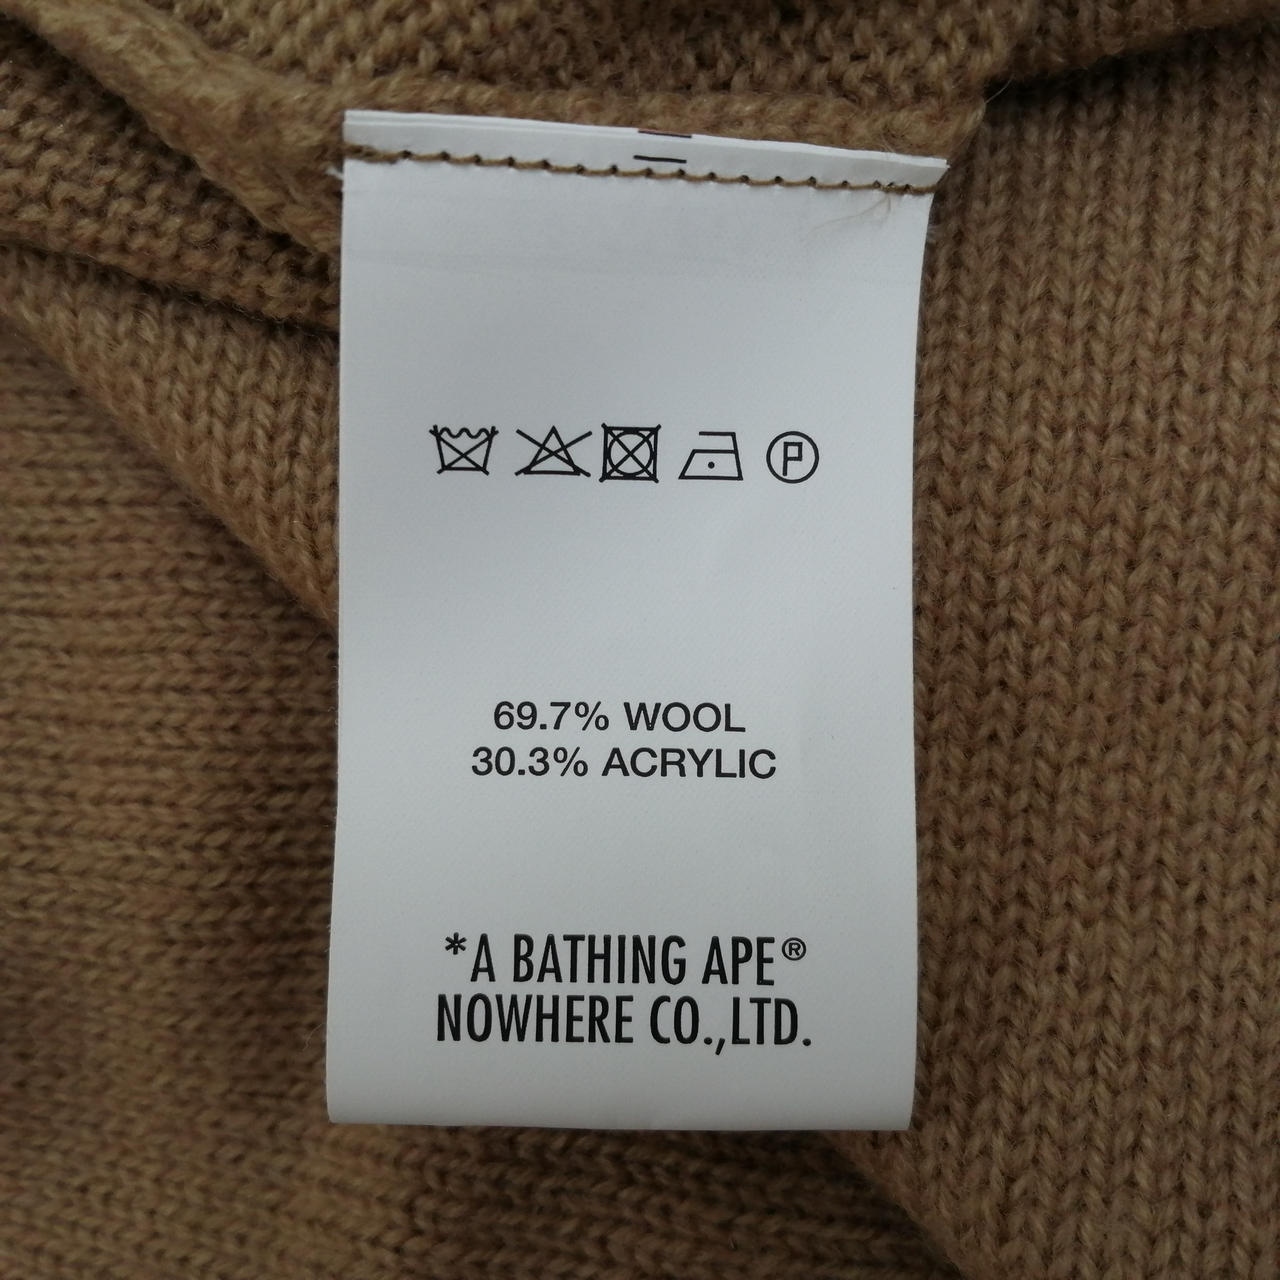 P
69.7% WOOL
30.3% ACRYLIC
*A BATHING APE®
NOWHERE CO.,LTD.